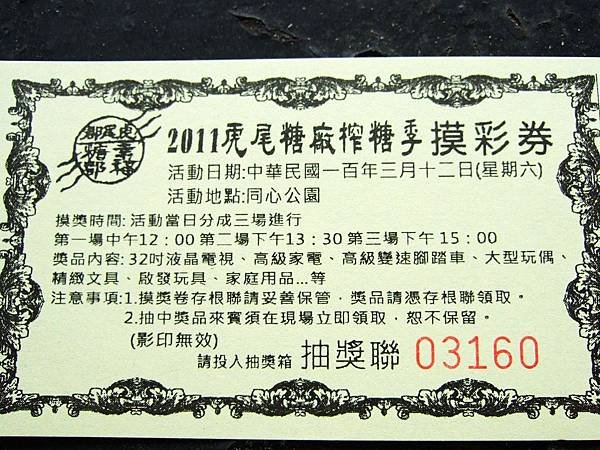 2011虎尾糖廠榨糖季摸彩券
活動日期:中華民國一百年三月十二日(星期六)
活動地點:同心公園
摸獎時間: 活動當日分成三場進行
第一場中午12：00 第二場下午13：30 第三場下午 15：00
獎品內容: 32吋液晶電視、高級家電、高級變速腳踏車、大型玩偶、
精緻文具、啟發玩具、家庭用品...等
注意事項:1.摸獎卷存根聯請妥善保管，獎品請憑存根聯領取。
2.抽中獎品來賓須在現場立即領取，恕不保留。
(影印無效)
請投入抽獎箱 抽獎聯 03160